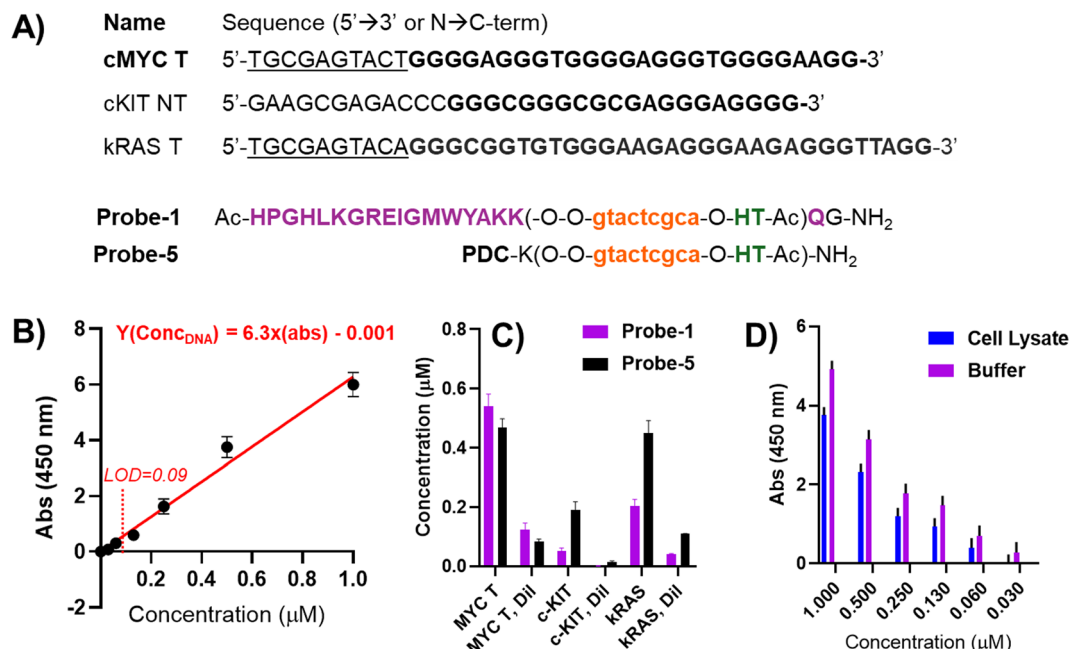 A)
Name Sequence (5’→3’ or N→C-term)
cMYC T 5’-TGCGAGTACTGGGGAGGGTGGGGAGGGTGGGGAAGG-3’
cKIT NT 5’-GAAGCGAGACCCGGGCGGGCGCGAGGGAGGGG-3’
kRAS T 5’-TGCGAGTACAGGGCGGTGTGGGAAGAGGGAAGAGGGTTAGG-3’
Probe-1 Ac-HPGHLKGREIGMWYAKK(-O-O-gtactcgca-O-HT-Ac)QG-NH2
Probe-5 PDC-K(O-O-gtactcgca-O-HT-Ac)-NH2
B)
Y(ConcDNA) = 6.3x(abs) - 0.001
LOD=0.09
Abs (450 nm)
8
6
4
2
0
-2
0.2 0.4 0.6 0.8 1.0
Concentration (μM)
C)
Probe-1
Probe-5
Concentration (μM)
0.8
0.6
0.4
0.2
0.0
MYC T
MYC T, Dil
c-KIT
c-KIT, Dil
kRAS
kRAS, Dil
D)
Cell Lysate
Buffer
Abs (450 nm)
6
4
2
0
1.000
0.500
0.250
0.130
0.060
0.030
Concentration (μM)